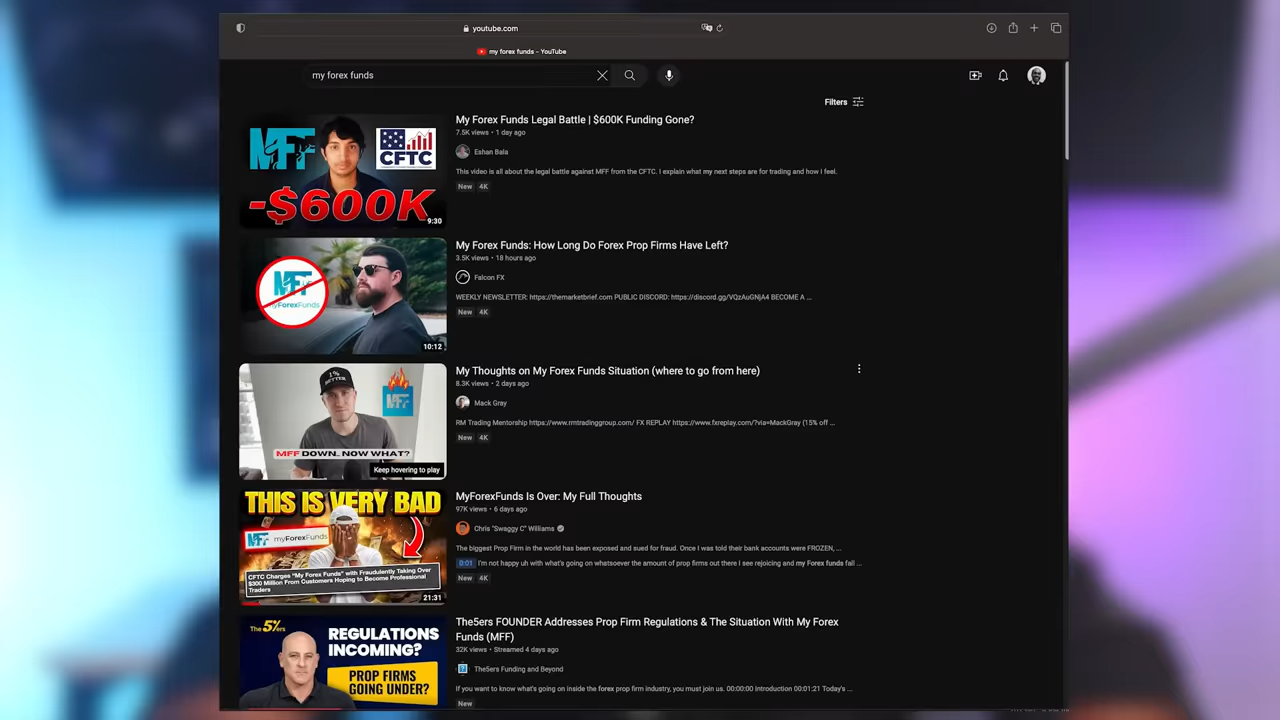 youtube.com
my forex funds - YouTube
my forex funds
Filters
MFF
CFTC
-$600K
9:30
My Forex Funds Legal Battle | $600K Funding Gone?
7.5K views • 1 day ago
Eshan Bala
This video is all about the legal battle against MFF from the CFTC. I explain what my next steps are for trading and how I feel.
New 4K
MFF
MyForexFunds
10:12
My Forex Funds: How Long Do Forex Prop Firms Have Left?
3.5K views • 18 hours ago
Falcon FX
WEEKLY NEWSLETTER: https://themarketbrief.com PUBLIC DISCORD: https://discord.gg/VQzAuGNjA4 BECOME A ...
New 4K
1%
BETTER
MFF
MFF DOWN.. NOW WHAT?
Keep hovering to play
My Thoughts on My Forex Funds Situation (where to go from here)
8.3K views • 2 days ago
Mack Gray
RM Trading Mentorship https://www.rmtradinggroup.com/ FX REPLAY https://www.fxreplay.com/?via=MackGray (15% off ...
New 4K
THIS IS VERY BAD
MFF myForexFunds
CFTC Charges "My Forex Funds" with Fraudulently Taking Over
$300 Million From Customers Hoping to Become Professional
Traders
21:31
MyForexFunds Is Over: My Full Thoughts
97K views • 6 days ago
Chris "Swaggy C" Williams
The biggest Prop Firm in the world has been exposed and sued for fraud. Once I was told their bank accounts were FROZEN, ...
0:01 I'm not happy uh with what's going on whatsoever the amount of prop firms out there I see rejoicing and my Forex funds fail ...
New 4K
The 5%ers
REGULATIONS
INCOMING?
PROP FIRMS
GOING UNDER?
The5ers FOUNDER Addresses Prop Firm Regulations & The Situation With My Forex
Funds (MFF)
32K views • Streamed 4 days ago
The5ers Funding and Beyond
If you want to know what's going on inside the forex prop firm industry, you must join us. 00:00:00 Introduction 00:01:21 Today's ...
New